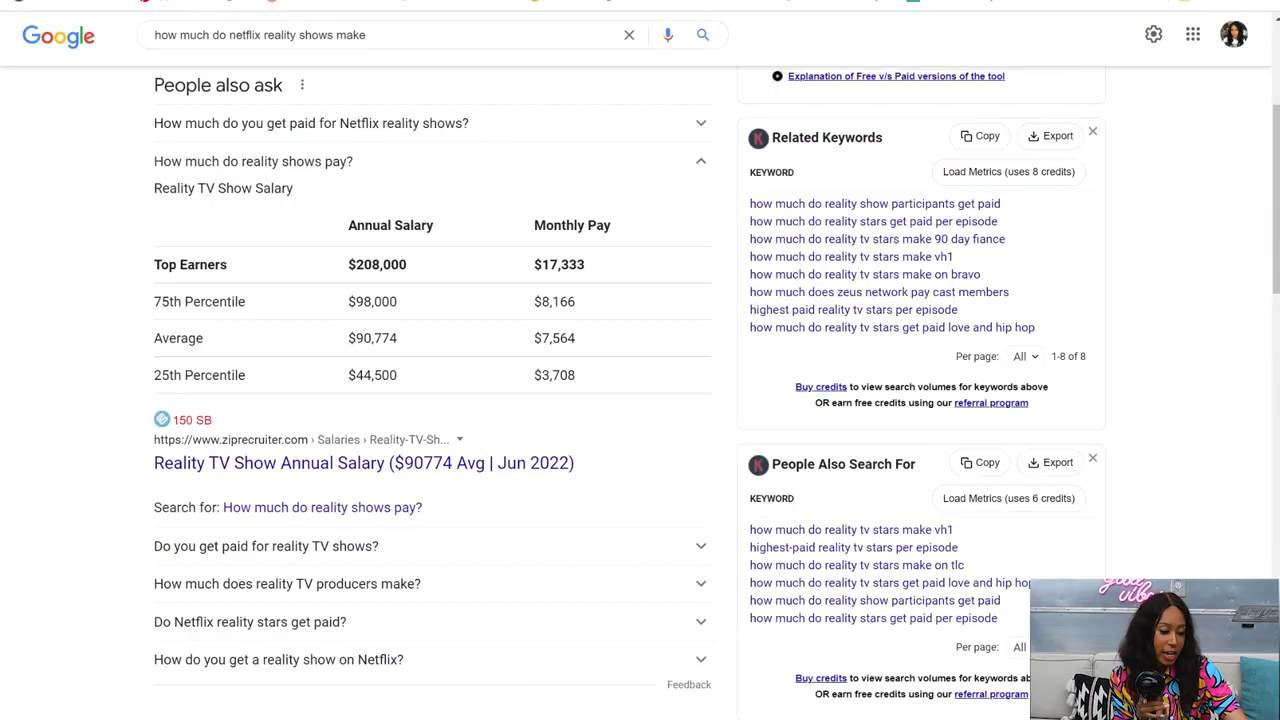 Google
how much do netflix reality shows make
People also ask
How much do you get paid for Netflix reality shows?
How much do reality shows pay?
Reality TV Show Salary
Annual Salary Monthly Pay
Top Earners $208,000 $17,333
75th Percentile $98,000 $8,166
Average $90,774 $7,564
25th Percentile $44,500 $3,708
150 SB
https://www.ziprecruiter.com › Salaries › Reality-TV-Sh...
Reality TV Show Annual Salary ($90774 Avg | Jun 2022)
Search for: How much do reality shows pay?
Do you get paid for reality TV shows?
How much does reality TV producers make?
Do Netflix reality stars get paid?
How do you get a reality show on Netflix?
Feedback
Explanation of Free v/s Paid versions of the tool
K Related Keywords Copy Export
KEYWORD Load Metrics (uses 8 credits)
how much do reality show participants get paid
how much do reality stars get paid per episode
how much do reality tv stars make 90 day fiance
how much do reality tv stars make vh1
how much do reality tv stars make on bravo
how much does zeus network pay cast members
highest paid reality tv stars per episode
how much do reality tv stars get paid love and hip hop
Per page: All 1-8 of 8
Buy credits to view search volumes for keywords above
OR earn free credits using our referral program
K People Also Search For Copy Export
KEYWORD Load Metrics (uses 6 credits)
how much do reality tv stars make vh1
highest-paid reality tv stars per episode
how much do reality tv stars make on tlc
how much do reality tv stars get paid love and hip hop
how much do reality show participants get paid
how much do reality stars get paid per episode
Per page: All
Buy credits to view search volumes for keywords ab
OR earn free credits using our referral program
good
vibes